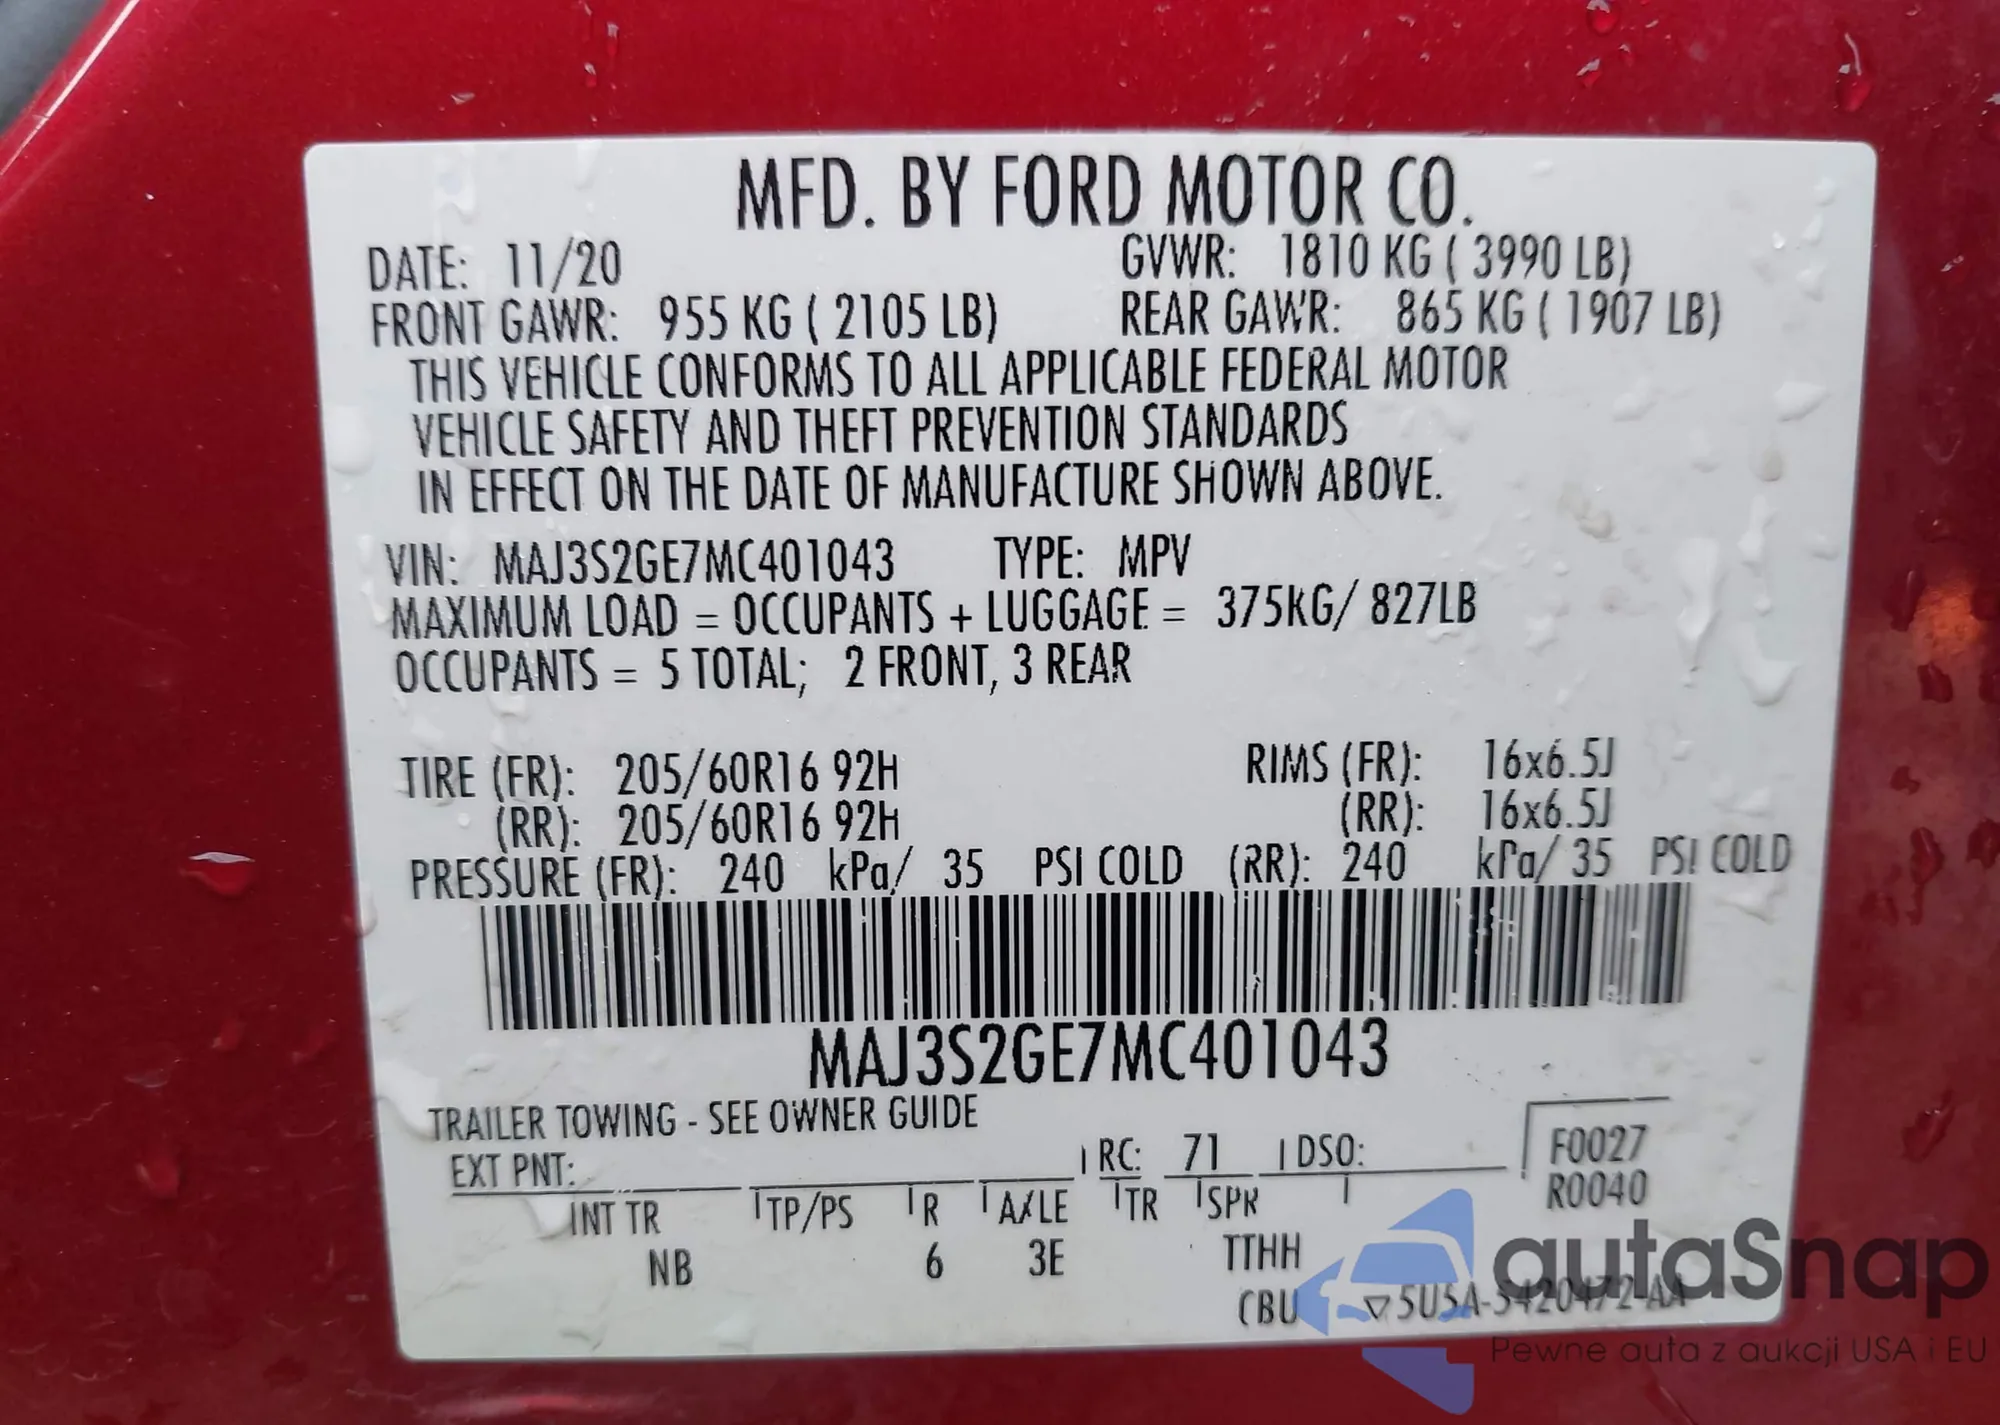 MFD. BY FORD MOTOR CO.
DATE: 11/20 GVWR: 1810 KG ( 3990 LB)
FRONT GAWR: 955 KG ( 2105 LB) REAR GAWR: 865 KG ( 1907 LB)
THIS VEHICLE CONFORMS TO ALL APPLICABLE FEDERAL MOTOR
VEHICLE SAFETY AND THEFT PREVENTION STANDARDS
IN EFFECT ON THE DATE OF MANUFACTURE SHOWN ABOVE.
VIN: MAJ3S2GE7MC401043 TYPE: MPV
MAXIMUM LOAD = OCCUPANTS + LUGGAGE = 375KG/ 827LB
OCCUPANTS = 5 TOTAL; 2 FRONT, 3 REAR
TIRE (FR): 205/60R16 92H RIMS (FR): 16x6.5J
(RR): 205/60R16 92H (RR): 16x6.5J
PRESSURE (FR): 240 kPa/ 35 PSI COLD (RR): 240 kPa/ 35 PSI COLD
MAJ3S2GE7MC401043
TRAILER TOWING - SEE OWNER GUIDE
EXT PNT: RC: 71 DSO: F0027
R0040
INT TR TP/PS R AXLE TR SPR
NB 6 3E TTHH
CBU ▽5U5A-5420472-AA
autaSnap
Pewne auta z aukcji USA i EU